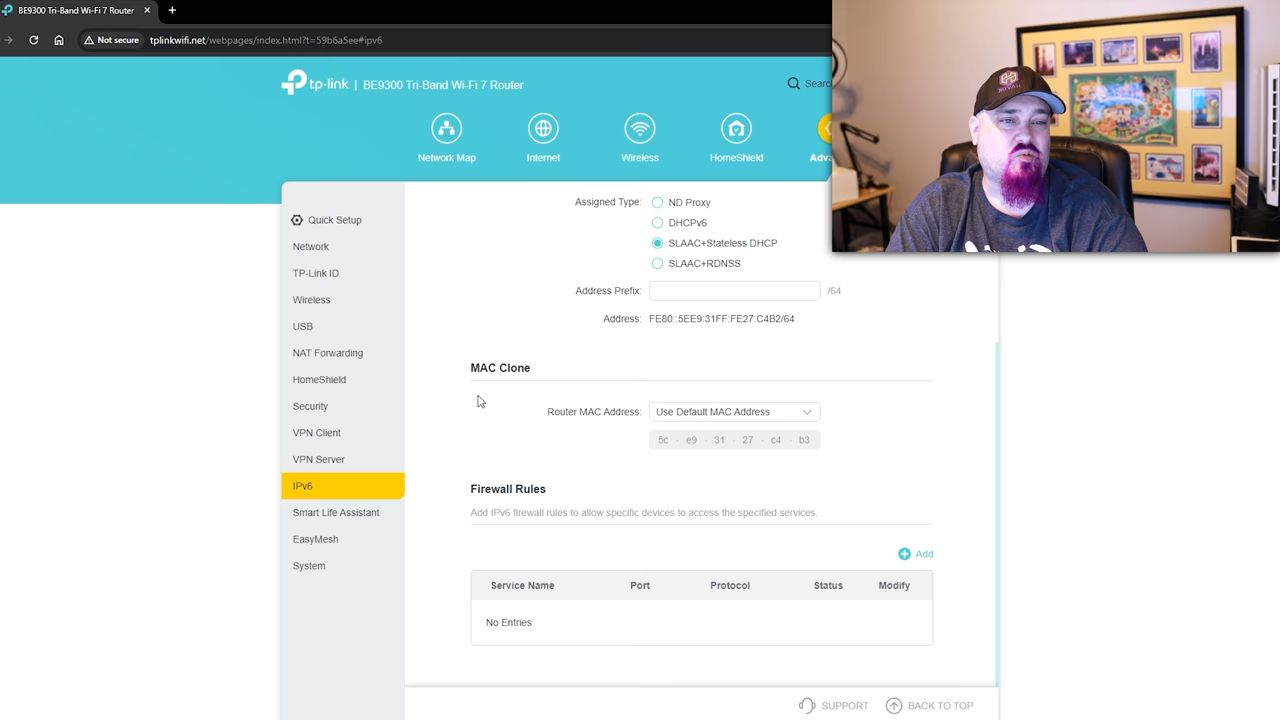 BE9300 Tri-Band Wi-Fi 7 Router
Not secure
tplinkwifi.net/webpages/index.html?t=59b6a5ee#ipv6
tp-link | BE9300 Tri-Band Wi-Fi 7 Router
Network Map
Internet
Wireless
HomeShield
Quick Setup
Network
TP-Link ID
Wireless
USB
NAT Forwarding
HomeShield
Security
VPN Client
VPN Server
IPv6
Smart Life Assistant
EasyMesh
System
Assigned Type:
ND Proxy
DHCPv6
SLAAC+Stateless DHCP
SLAAC+RDNSS
Address Prefix: /64
Address: FE80::5EE9:31FF:FE27:C4B2/64
MAC Clone
Router MAC Address: Use Default MAC Address
5c - e9 - 31 - 27 - c4 - b3
Firewall Rules
Add IPv6 firewall rules to allow specific devices to access the specified services.
Add
Service Name Port Protocol Status Modify
No Entries
SUPPORT BACK TO TOP